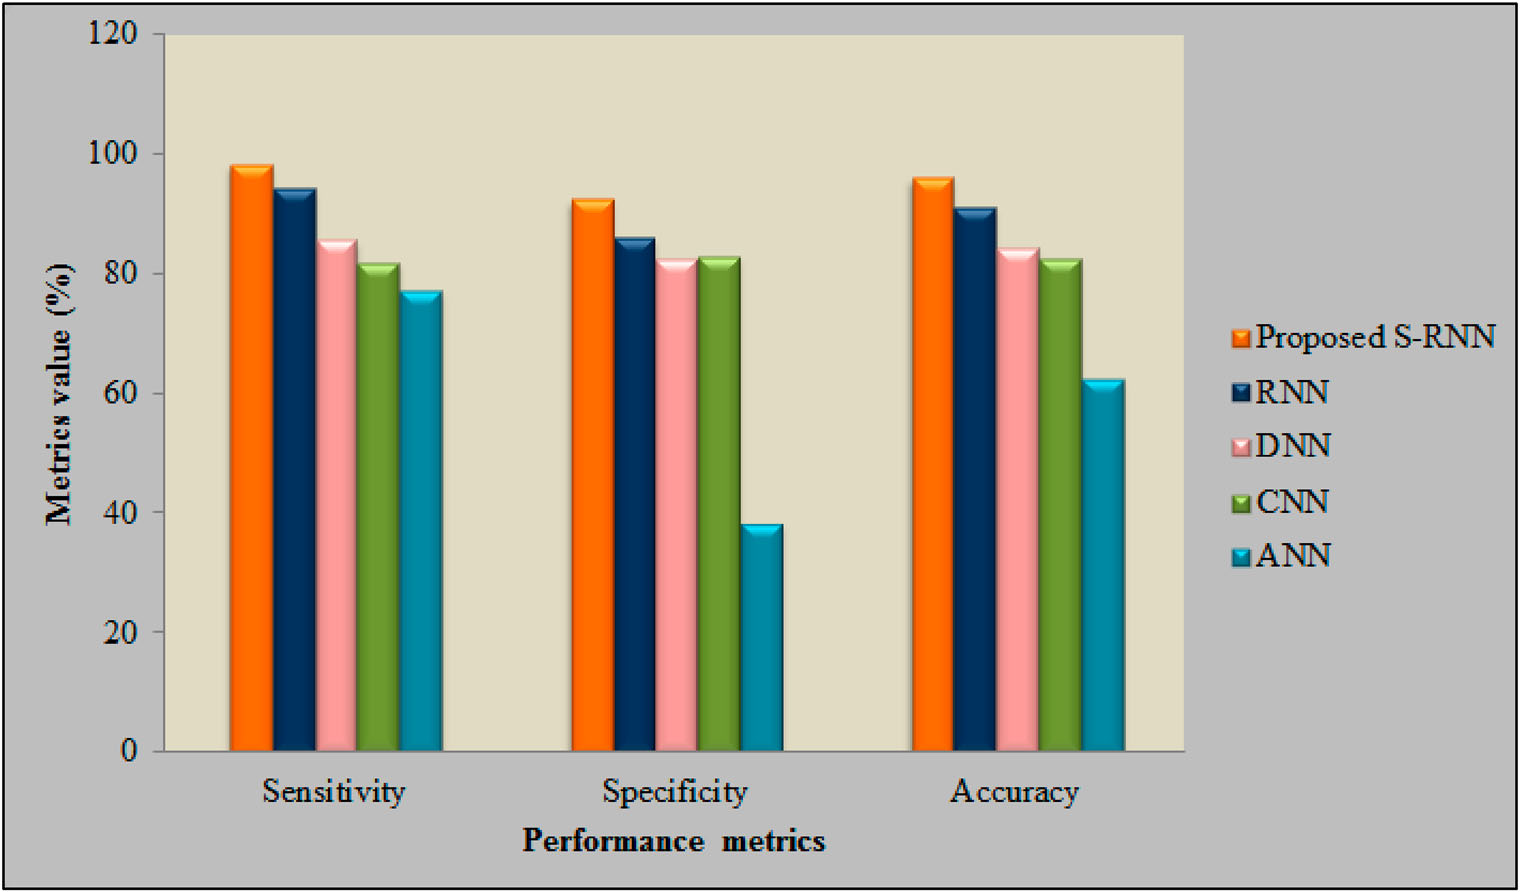 120
100
80
60
40
20
0
Metrics value (%)
Sensitivity
Specificity
Accuracy
Performance metrics
Proposed S-RNN
RNN
DNN
CNN
ANN